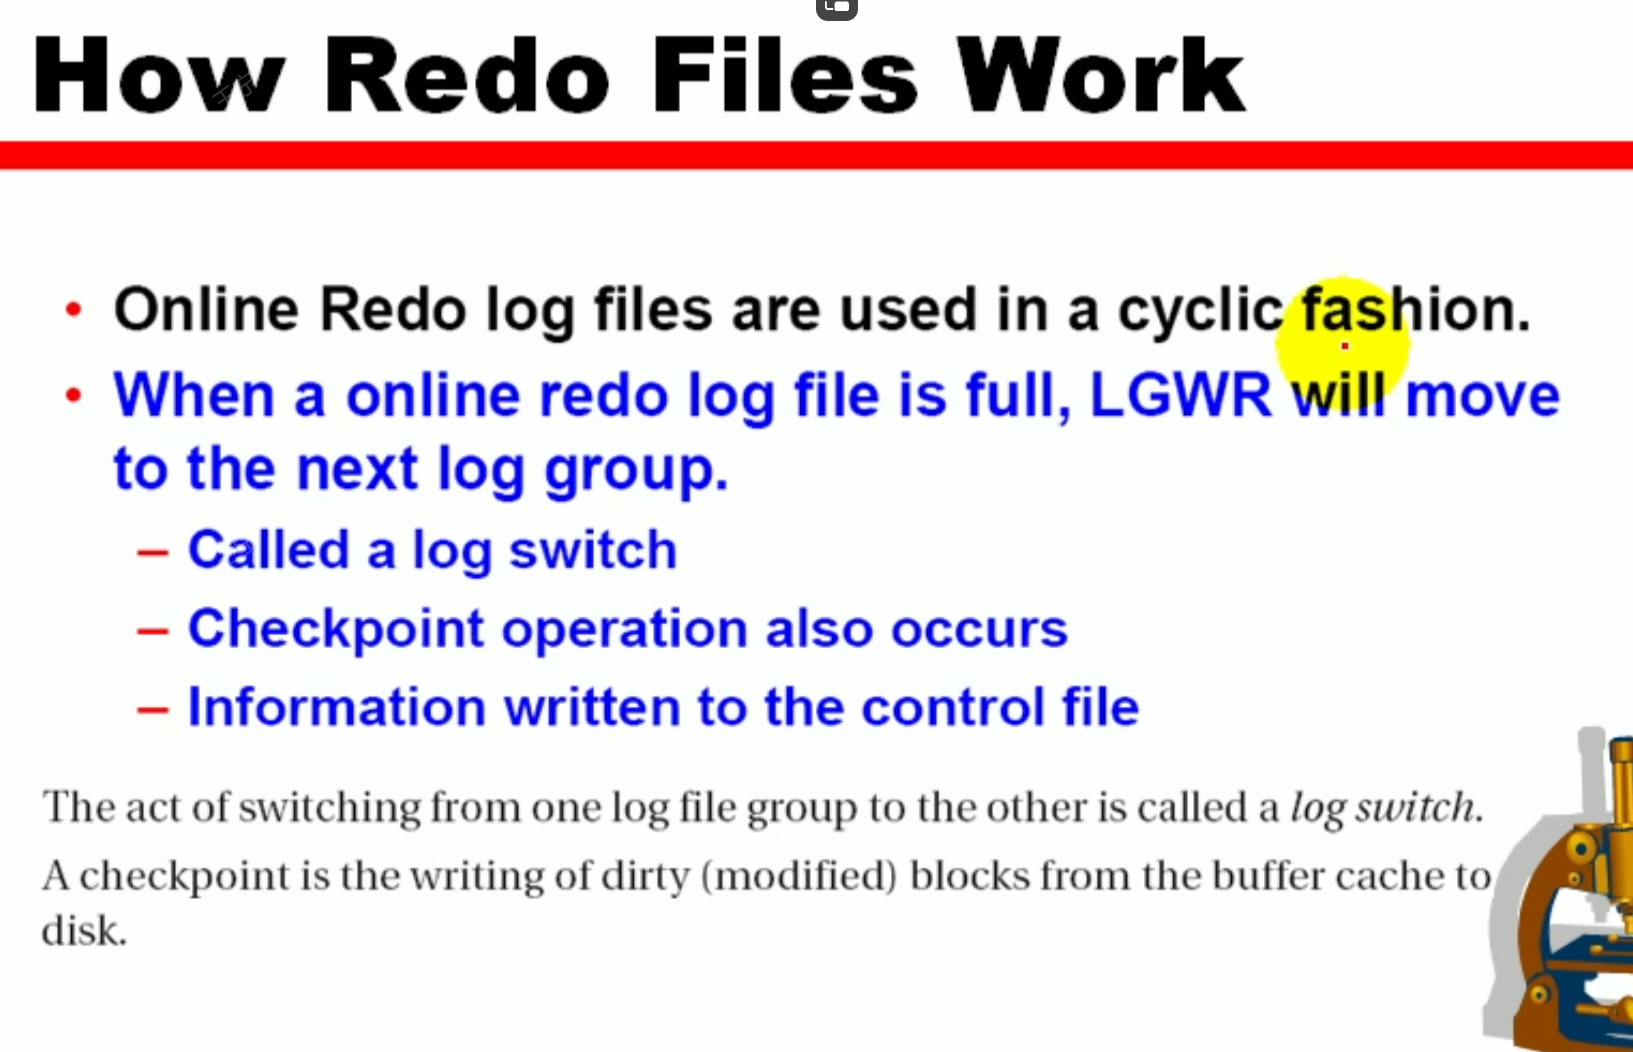 How Redo Files Work
• Online Redo log files are used in a cyclic fashion.
• When a online redo log file is full, LGWR will move
to the next log group.
– Called a log switch
– Checkpoint operation also occurs
– Information written to the control file
The act of switching from one log file group to the other is called a log switch.
A checkpoint is the writing of dirty (modified) blocks from the buffer cache to
disk.